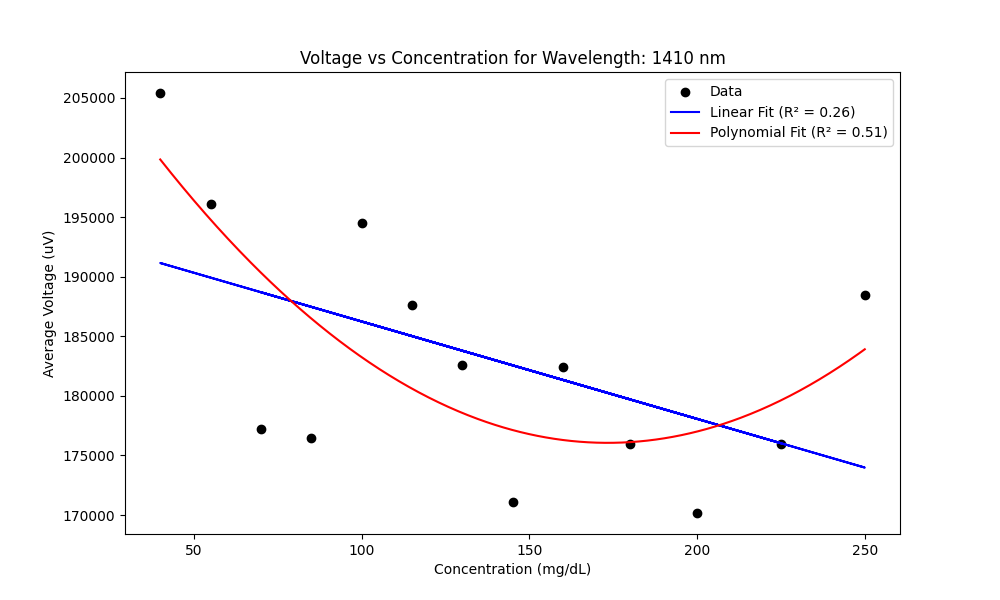 Voltage vs Concentration for Wavelength: 1410 nm
Data
Linear Fit (R² = 0.26)
Polynomial Fit (R² = 0.51)
Average Voltage (uV)
205000
200000
195000
190000
185000
180000
175000
170000
50
100
150
200
250
Concentration (mg/dL)